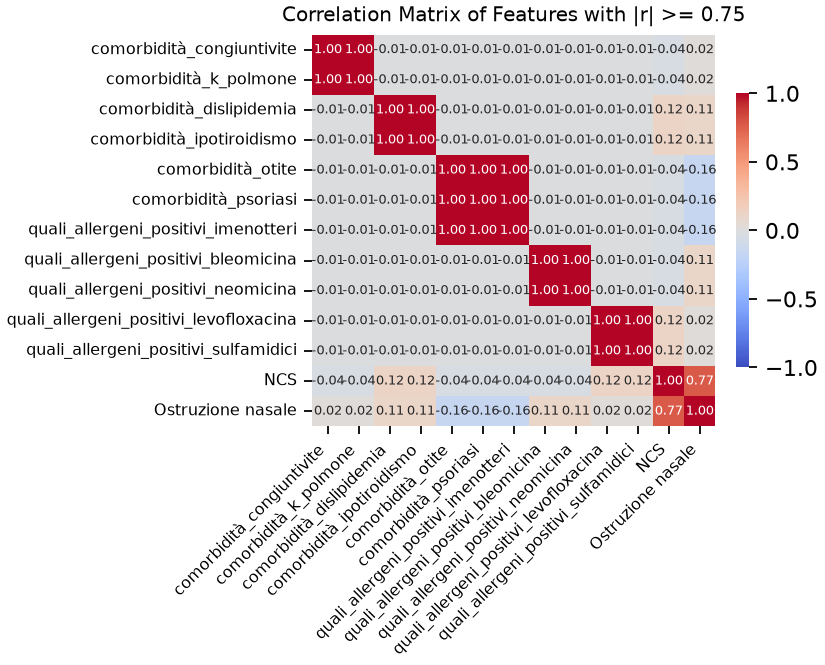 Correlation Matrix of Features with |r| >= 0.75
comorbidità_congiuntivite 1.00 1.00 -0.01 -0.01 -0.01 -0.01 -0.01 -0.01 -0.01 -0.01 -0.01 -0.04 0.02
comorbidità_k_polmone 1.00 1.00 -0.01 -0.01 -0.01 -0.01 -0.01 -0.01 -0.01 -0.01 -0.01 -0.04 0.02
comorbidità_dislipidemia -0.01 -0.01 1.00 1.00 -0.01 -0.01 -0.01 -0.01 -0.01 -0.01 -0.01 0.12 0.11
comorbidità_ipotiroidismo -0.01 -0.01 1.00 1.00 -0.01 -0.01 -0.01 -0.01 -0.01 -0.01 -0.01 0.12 0.11
comorbidità_otite -0.01 -0.01 -0.01 -0.01 1.00 1.00 1.00 -0.01 -0.01 -0.01 -0.01 -0.04 -0.16
comorbidità_psoriasi -0.01 -0.01 -0.01 -0.01 1.00 1.00 1.00 -0.01 -0.01 -0.01 -0.01 -0.04 -0.16
quali_allergeni_positivi_imenotteri -0.01 -0.01 -0.01 -0.01 1.00 1.00 1.00 -0.01 -0.01 -0.01 -0.01 -0.04 -0.16
quali_allergeni_positivi_bleomicina -0.01 -0.01 -0.01 -0.01 -0.01 -0.01 -0.01 1.00 1.00 -0.01 -0.01 -0.04 0.11
quali_allergeni_positivi_neomicina -0.01 -0.01 -0.01 -0.01 -0.01 -0.01 -0.01 1.00 1.00 -0.01 -0.01 -0.04 0.11
quali_allergeni_positivi_levofloxacina -0.01 -0.01 -0.01 -0.01 -0.01 -0.01 -0.01 -0.01 -0.01 1.00 1.00 0.12 0.02
quali_allergeni_positivi_sulfamidici -0.01 -0.01 -0.01 -0.01 -0.01 -0.01 -0.01 -0.01 -0.01 1.00 1.00 0.12 0.02
NCS -0.04 -0.04 0.12 0.12 -0.04 -0.04 -0.04 -0.04 -0.04 0.12 0.12 1.00 0.77
Ostruzione nasale 0.02 0.02 0.11 0.11 -0.16 -0.16 -0.16 0.11 0.11 0.02 0.02 0.77 1.00
comorbidità_congiuntivite
comorbidità_k_polmone
comorbidità_dislipidemia
comorbidità_ipotiroidismo
comorbidità_otite
comorbidità_psoriasi
quali_allergeni_positivi_imenotteri
quali_allergeni_positivi_bleomicina
quali_allergeni_positivi_neomicina
quali_allergeni_positivi_levofloxacina
quali_allergeni_positivi_sulfamidici
NCS
Ostruzione nasale
1.0
0.5
0.0
−0.5
−1.0